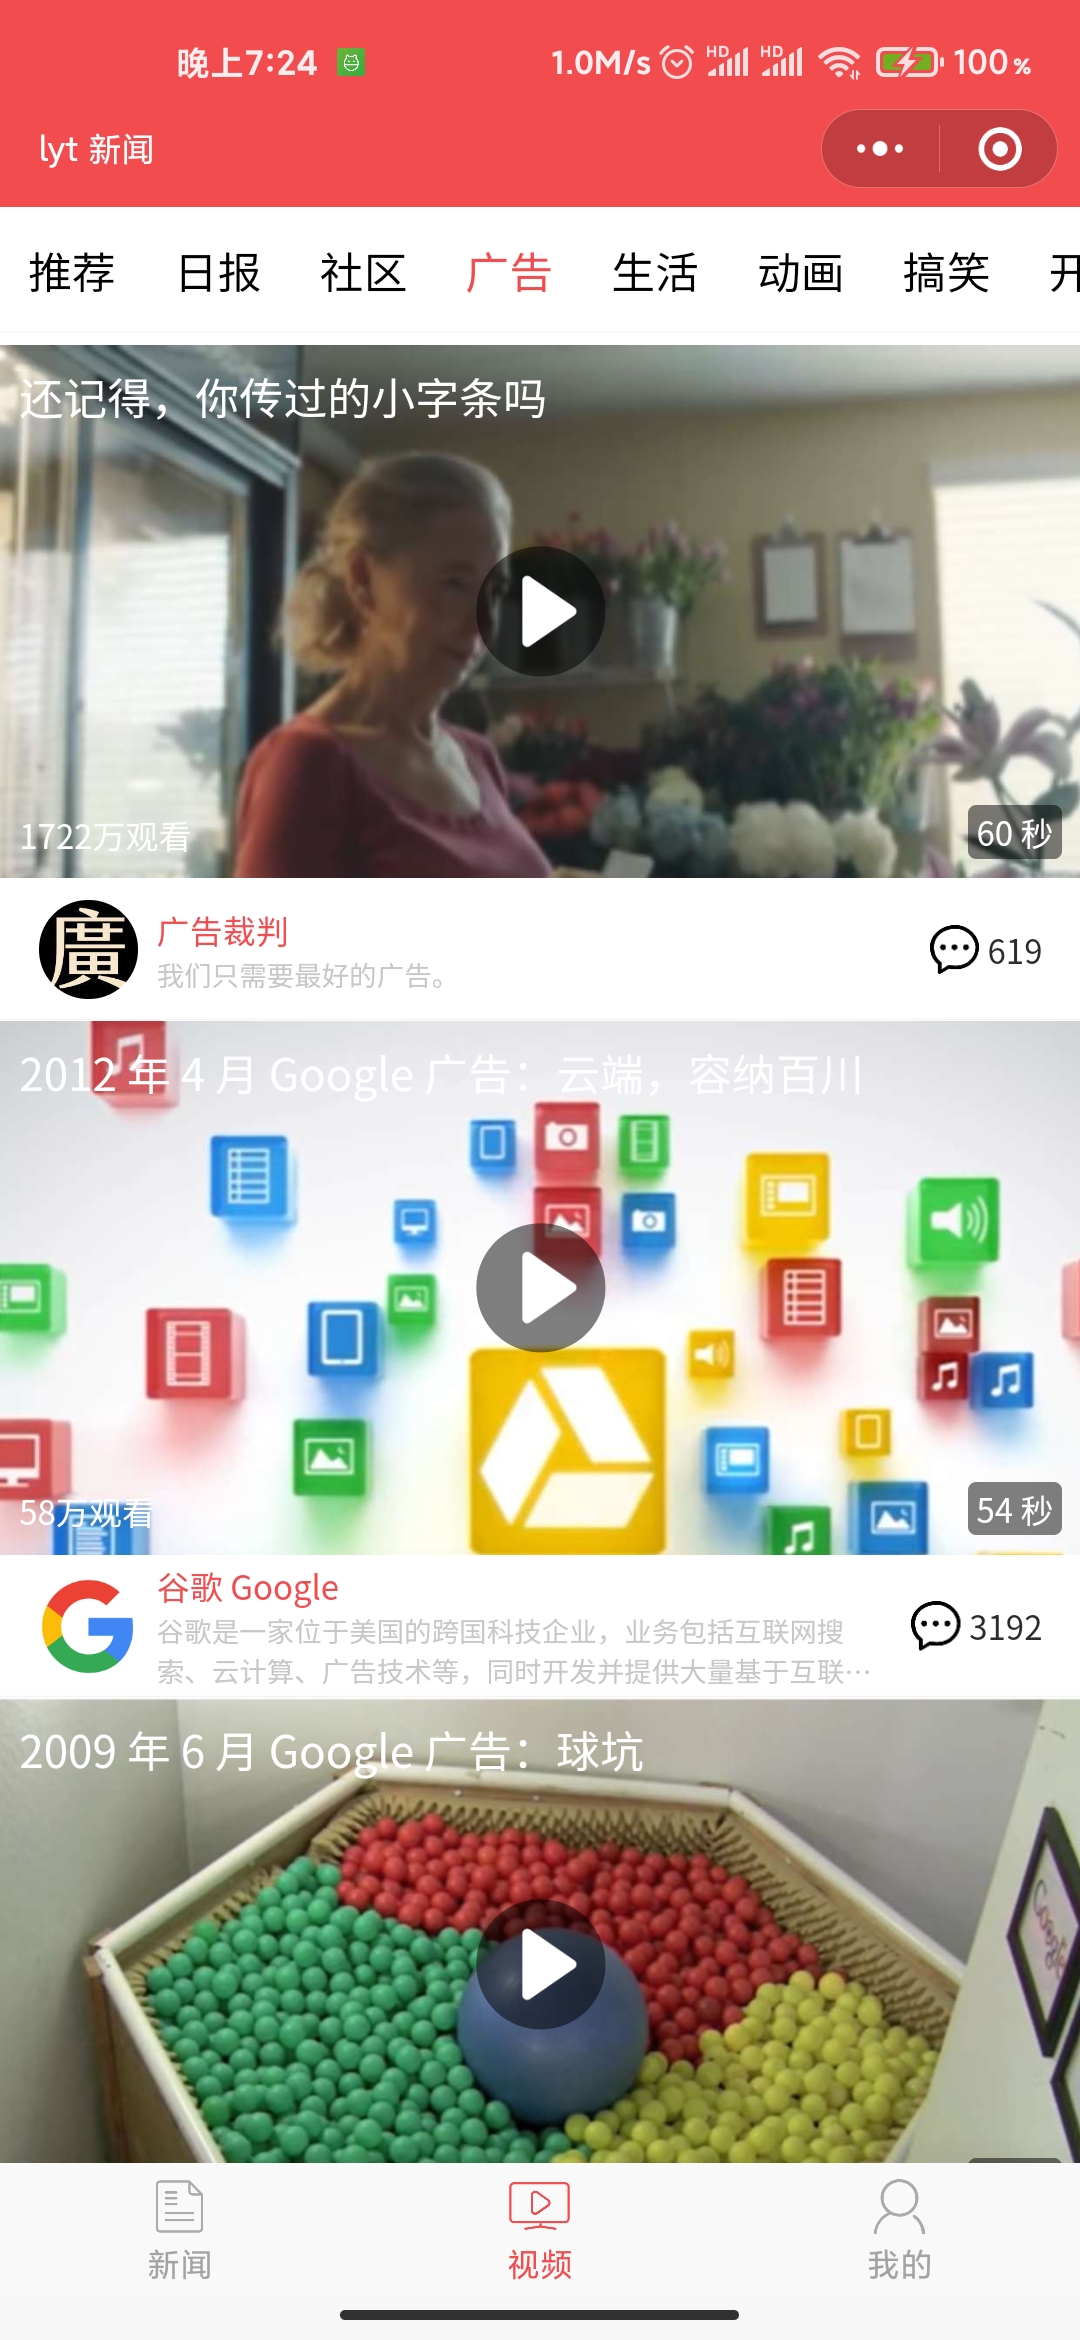 晚上7:24 1.0M/s HD HD 100%
lyt 新闻
推荐 日报 社区 广告 生活 动画 搞笑 开
还记得，你传过的小字条吗
1722万观看 60 秒
廣
广告裁判
我们只需要最好的广告。
619
2012 年 4 月 Google 广告：云端，容纳百川
58万观看 54 秒
谷歌 Google
谷歌是一家位于美国的跨国科技企业，业务包括互联网搜
索、云计算、广告技术等，同时开发并提供大量基于互联…
3192
2009 年 6 月 Google 广告：球坑
Google
新闻 视频 我的